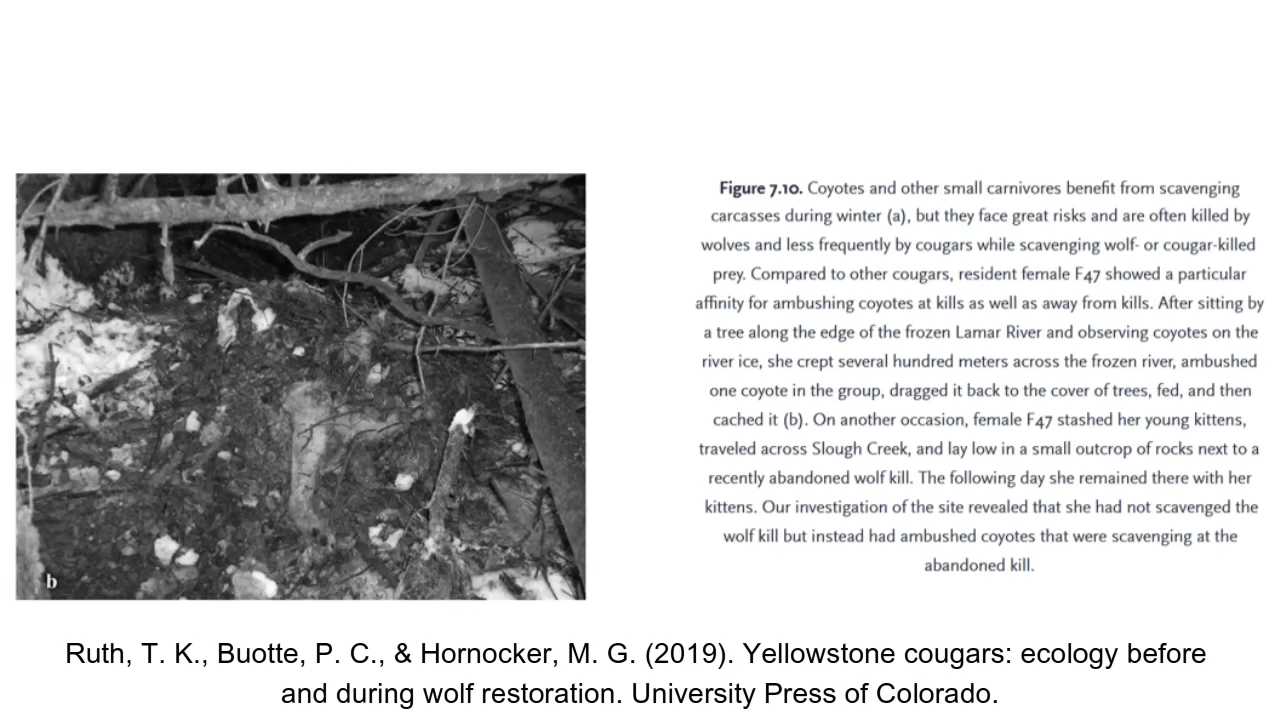 Figure 7.10. Coyotes and other small carnivores benefit from scavenging
carcasses during winter (a), but they face great risks and are often killed by
wolves and less frequently by cougars while scavenging wolf- or cougar-killed
prey. Compared to other cougars, resident female F47 showed a particular
affinity for ambushing coyotes at kills as well as away from kills. After sitting by
a tree along the edge of the frozen Lamar River and observing coyotes on the
river ice, she crept several hundred meters across the frozen river, ambushed
one coyote in the group, dragged it back to the cover of trees, fed, and then
cached it (b). On another occasion, female F47 stashed her young kittens,
traveled across Slough Creek, and lay low in a small outcrop of rocks next to a
recently abandoned wolf kill. The following day she remained there with her
kittens. Our investigation of the site revealed that she had not scavenged the
wolf kill but instead had ambushed coyotes that were scavenging at the
abandoned kill.
b
Ruth, T. K., Buotte, P. C., & Hornocker, M. G. (2019). Yellowstone cougars: ecology before
and during wolf restoration. University Press of Colorado.